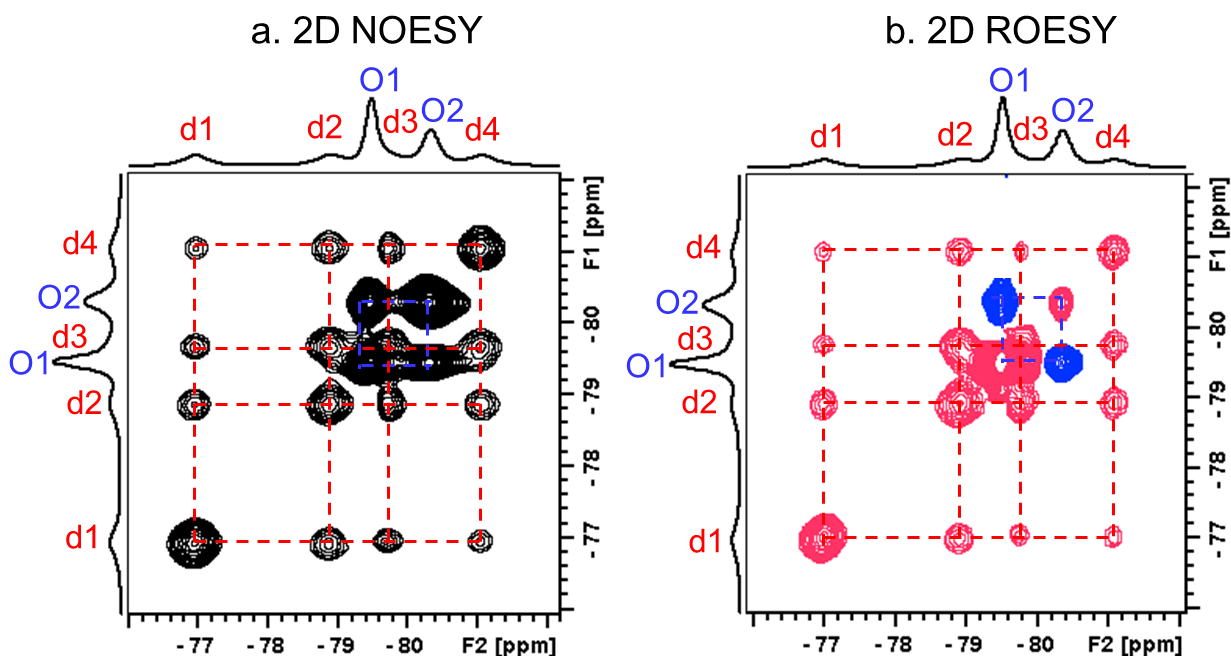 a. 2D NOESY
O1
d1
d2
d3
O2
d4
d4
O2
d3
O1
d2
d1
F1 [ppm]
- 80
- 79
- 78
- 77
- 77
- 78
- 79
- 80
F2 [ppm]
b. 2D ROESY
O1
d1
d2
d3
O2
d4
d4
O2
d3
O1
d2
d1
F1 [ppm]
- 80
- 79
- 78
- 77
- 77
- 78
- 79
- 80
F2 [ppm]